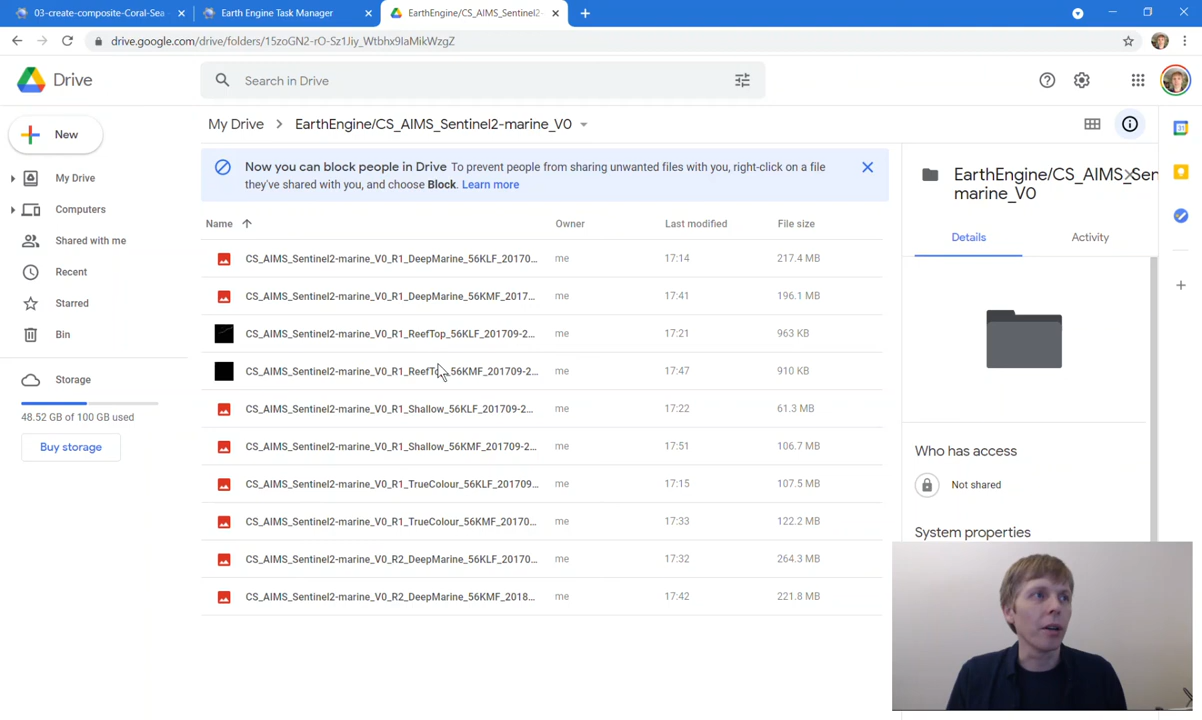 03-create-composite-Coral-Sea
Earth Engine Task Manager
EarthEngine/CS_AIMS_Sentinel2-
drive.google.com/drive/folders/15zoGN2-rO-Sz1Jiy_Wtbhx9IaMikWzgZ
Drive
Search in Drive
New
My Drive
Computers
Shared with me
Recent
Starred
Bin
Storage
48.52 GB of 100 GB used
Buy storage
My Drive > EarthEngine/CS_AIMS_Sentinel2-marine_V0
Now you can block people in Drive To prevent people from sharing unwanted files with you, right-click on a file
they've shared with you, and choose Block. Learn more
Name Owner Last modified File size
CS_AIMS_Sentinel2-marine_V0_R1_DeepMarine_56KLF_20170... me 17:14 217.4 MB
CS_AIMS_Sentinel2-marine_V0_R1_DeepMarine_56KMF_2017... me 17:41 196.1 MB
CS_AIMS_Sentinel2-marine_V0_R1_ReefTop_56KLF_201709-2... me 17:21 963 KB
CS_AIMS_Sentinel2-marine_V0_R1_ReefTo_56KMF_201709-2... me 17:47 910 KB
CS_AIMS_Sentinel2-marine_V0_R1_Shallow_56KLF_201709-2... me 17:22 61.3 MB
CS_AIMS_Sentinel2-marine_V0_R1_Shallow_56KMF_201709-2... me 17:51 106.7 MB
CS_AIMS_Sentinel2-marine_V0_R1_TrueColour_56KLF_201709... me 17:15 107.5 MB
CS_AIMS_Sentinel2-marine_V0_R1_TrueColour_56KMF_20170... me 17:33 122.2 MB
CS_AIMS_Sentinel2-marine_V0_R2_DeepMarine_56KLF_20170... me 17:32 264.3 MB
CS_AIMS_Sentinel2-marine_V0_R2_DeepMarine_56KMF_2018... me 17:42 221.8 MB
EarthEngine/CS_AIMS_Sen
marine_V0
Details Activity
Who has access
Not shared
System properties
31